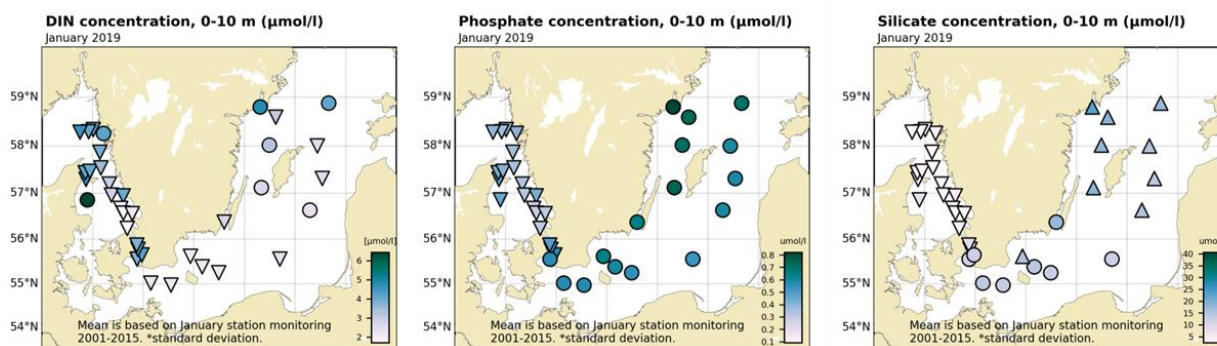 DIN concentration, 0-10 m (µmol/l)
January 2019
59°N
58°N
57°N
56°N
55°N
54°N
[µmol/l]
6
5
4
3
2
Mean is based on January station monitoring
2001-2015. *standard deviation.
Phosphate concentration, 0-10 m (µmol/l)
January 2019
59°N
58°N
57°N
56°N
55°N
54°N
umol/l
0.8
0.7
0.6
0.5
0.4
0.3
0.2
0.1
Mean is based on January station monitoring
2001-2015. *standard deviation.
Silicate concentration, 0-10 m (µmol/l)
January 2019
59°N
58°N
57°N
56°N
55°N
54°N
umo
40
35
30
25
20
15
10
5
Mean is based on January station monitoring
2001-2015. *standard deviation.